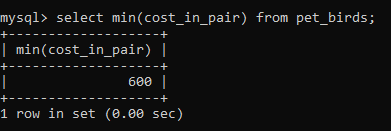 mysql> select min(cost_in_pair) from pet_birds;
+-------------------+
| min(cost_in_pair) |
+-------------------+
|               600 |
+-------------------+
1 row in set (0.00 sec)